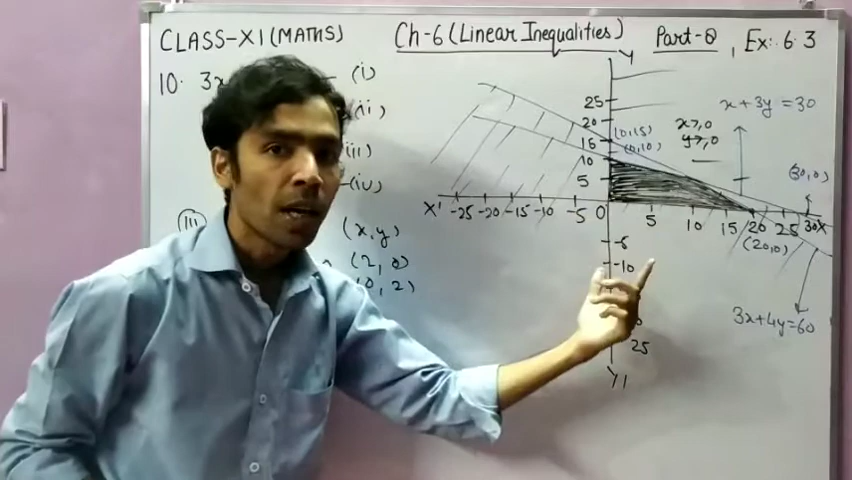 CLASS-XI (MATHS)
Ch-6 (Linear Inequalities)
Part-8, Ex:- 6.3
10. 3x
(i)
(ii)
(iii)
(iv)
(iii)
(x,y)
(2, 0)
0, 2)
Y
25
20
15
10
5
(0,15)
(0,10)
x≥0
y≥0
x+3y=30
(30,0)
X' -25 -20 -15 -10 -5 0 5 10 15 20 25 30 X
(20,0)
-5
-10
25
Y'
3x+4y=60